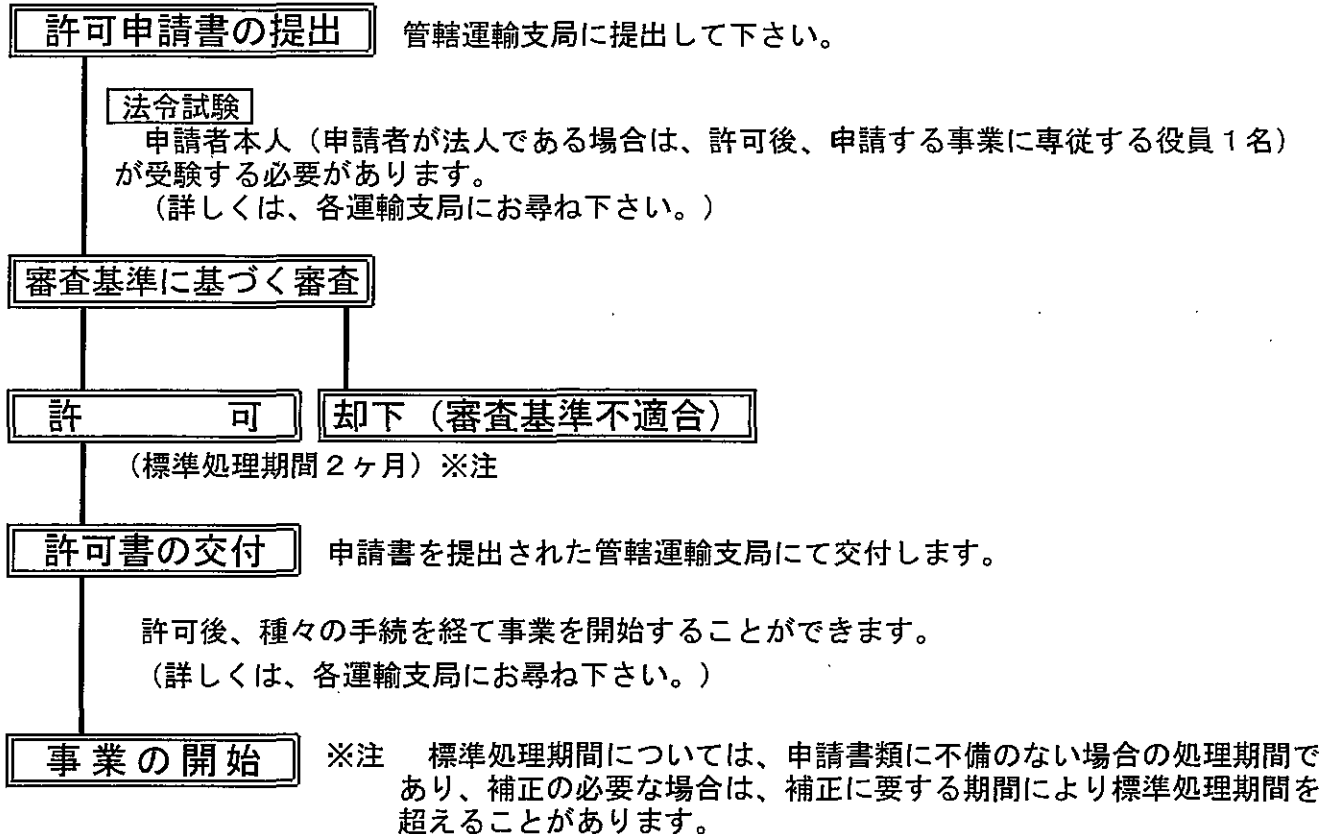 許可申請書の提出 管轄運輸支局に提出して下さい。
法令試験
申請者本人（申請者が法人である場合は、許可後、申請する事業に専従する役員１名）
が受験する必要があります。
（詳しくは、各運輸支局にお尋ね下さい。）
審査基準に基づく審査
許 可 却下（審査基準不適合）
（標準処理期間２ヶ月）※注
許可書の交付 申請書を提出された管轄運輸支局にて交付します。
許可後、種々の手続を経て事業を開始することができます。
（詳しくは、各運輸支局にお尋ね下さい。）
事業の開始 ※注 標準処理期間については、申請書類に不備のない場合の処理期間で
あり、補正の必要な場合は、補正に要する期間により標準処理期間を
超えることがあります。